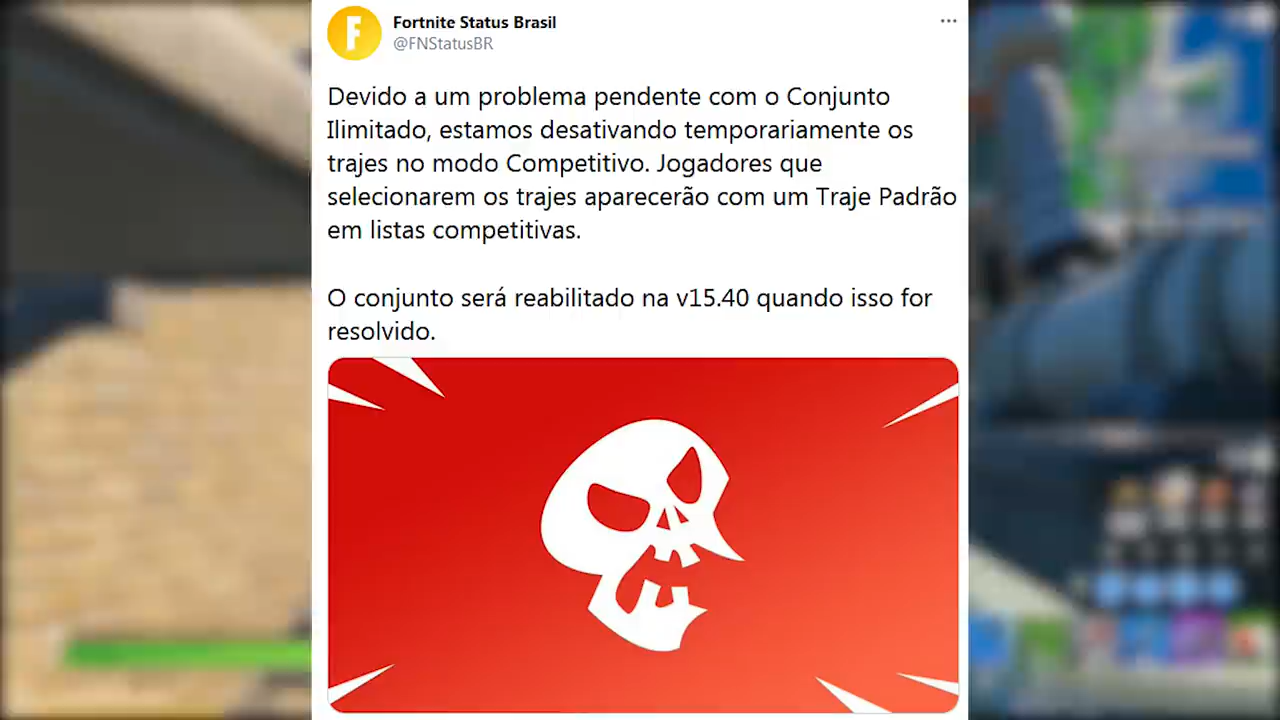 Fortnite Status Brasil
@FNStatusBR
Devido a um problema pendente com o Conjunto
Ilimitado, estamos desativando temporariamente os
trajes no modo Competitivo. Jogadores que
selecionarem os trajes aparecerão com um Traje Padrão
em listas competitivas.
O conjunto será reabilitado na v15.40 quando isso for
resolvido.